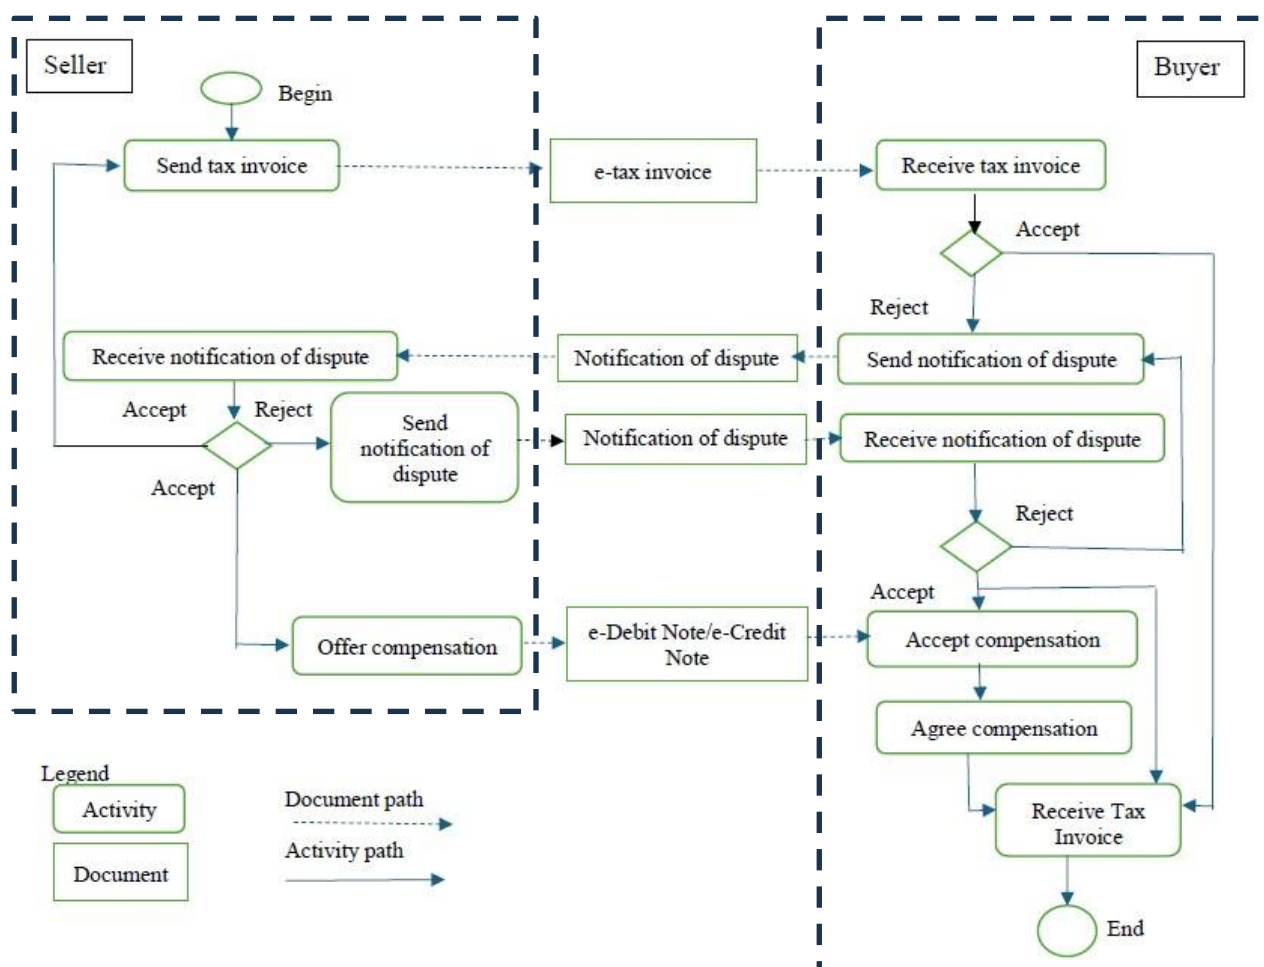 Seller
Buyer
Begin
Send tax invoice
e-tax invoice
Receive tax invoice
Accept
Reject
Receive notification of dispute
Notification of dispute
Send notification of dispute
Accept
Reject
Send
notification of
dispute
Notification of dispute
Receive notification of dispute
Accept
Reject
Accept
Offer compensation
e-Debit Note/e-Credit
Note
Accept compensation
Agree compensation
Legend
Activity
Document path
Receive Tax
Invoice
Activity path
Document
End